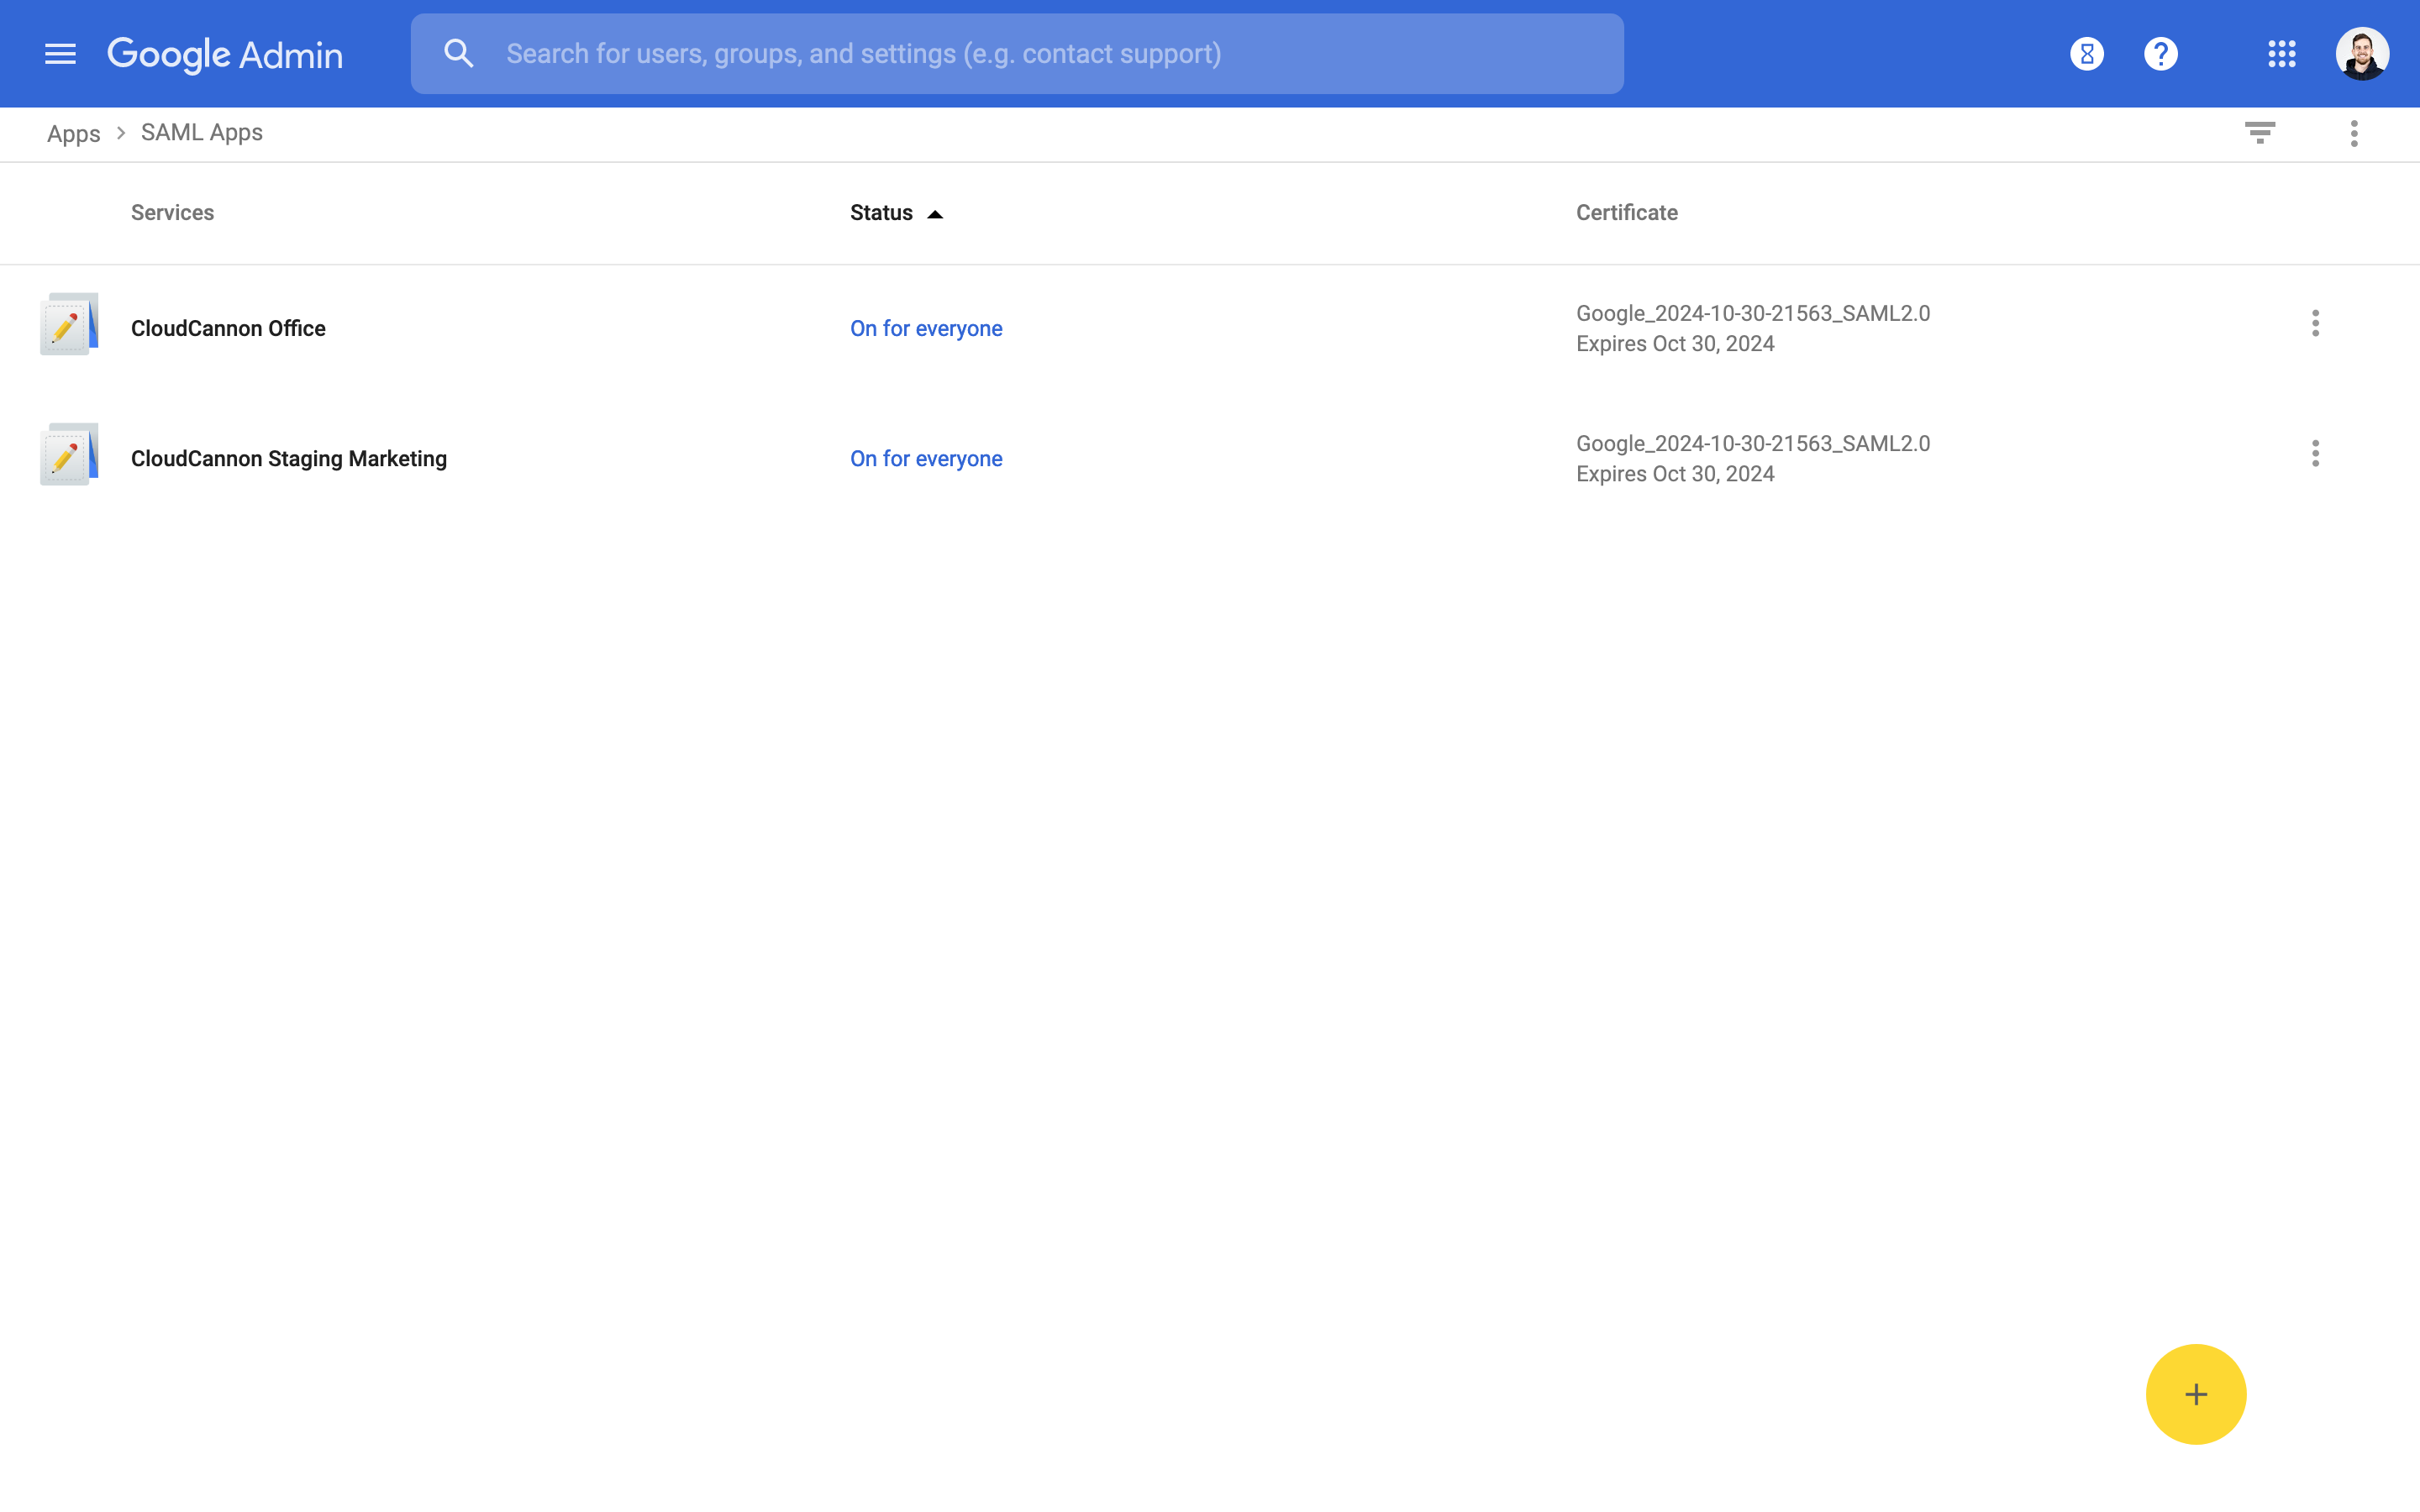 Google Admin
Search for users, groups, and settings (e.g. contact support)
Apps > SAML Apps
Services Status Certificate
CloudCannon Office On for everyone Google_2024-10-30-21563_SAML2.0
Expires Oct 30, 2024
CloudCannon Staging Marketing On for everyone Google_2024-10-30-21563_SAML2.0
Expires Oct 30, 2024